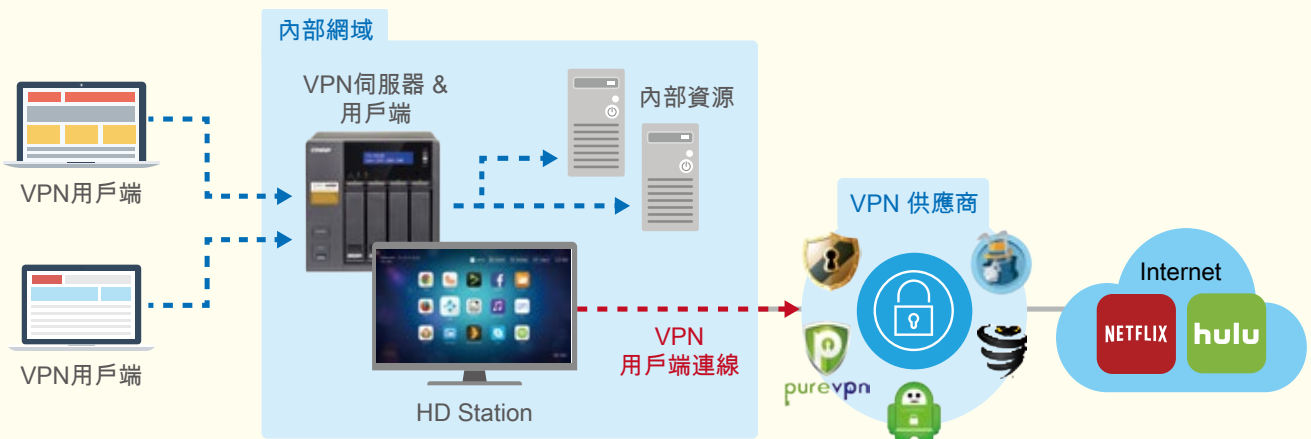 內部網域
VPN伺服器 &
用戶端
內部資源
VPN用戶端
VPN用戶端
HD Station
VPN
用戶端連線
VPN 供應商
purevpn
Internet
NETFLIX
hulu